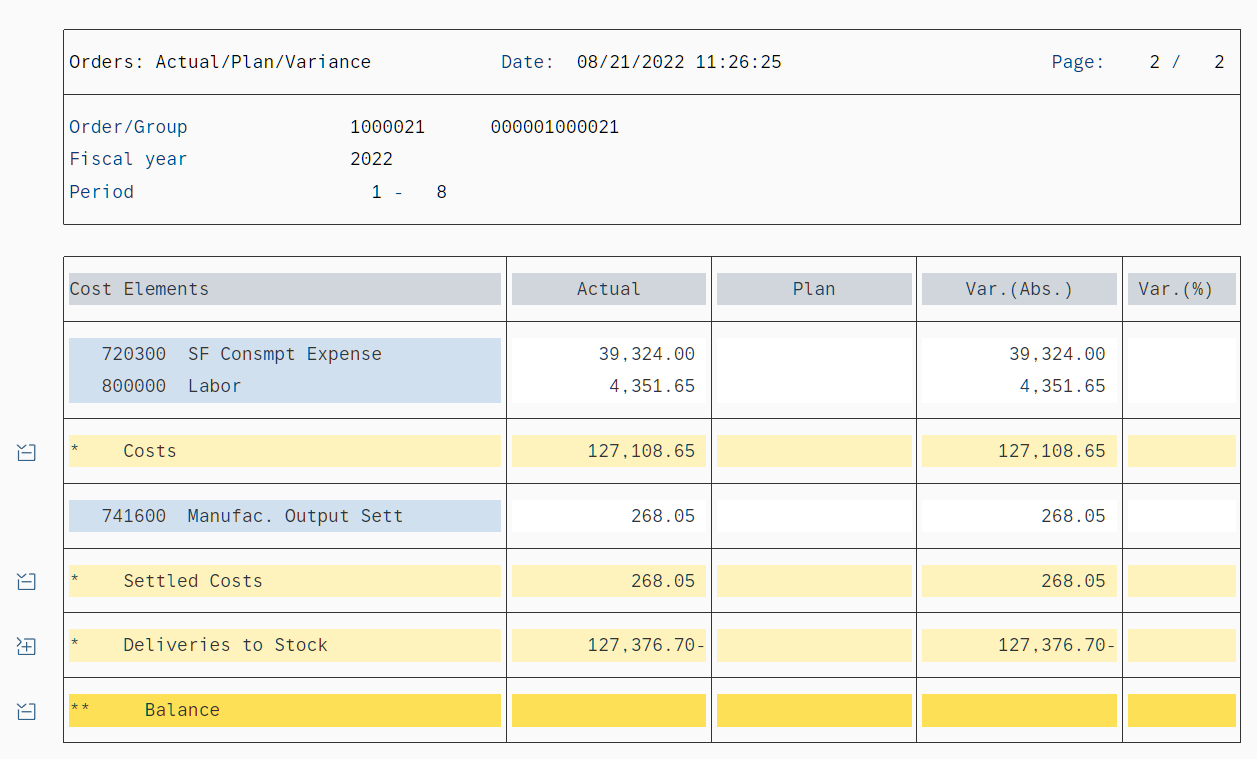 Orders: Actual/Plan/Variance Date: 08/21/2022 11:26:25 Page: 2 / 2
Order/Group 1000021 000001000021
Fiscal year 2022
Period 1 - 8
Cost Elements Actual Plan Var.(Abs.) Var.(%)
720300 SF Consmpt Expense 39,324.00 39,324.00
800000 Labor 4,351.65 4,351.65
* Costs 127,108.65 127,108.65
741600 Manufac. Output Sett 268.05 268.05
* Settled Costs 268.05 268.05
* Deliveries to Stock 127,376.70- 127,376.70-
** Balance